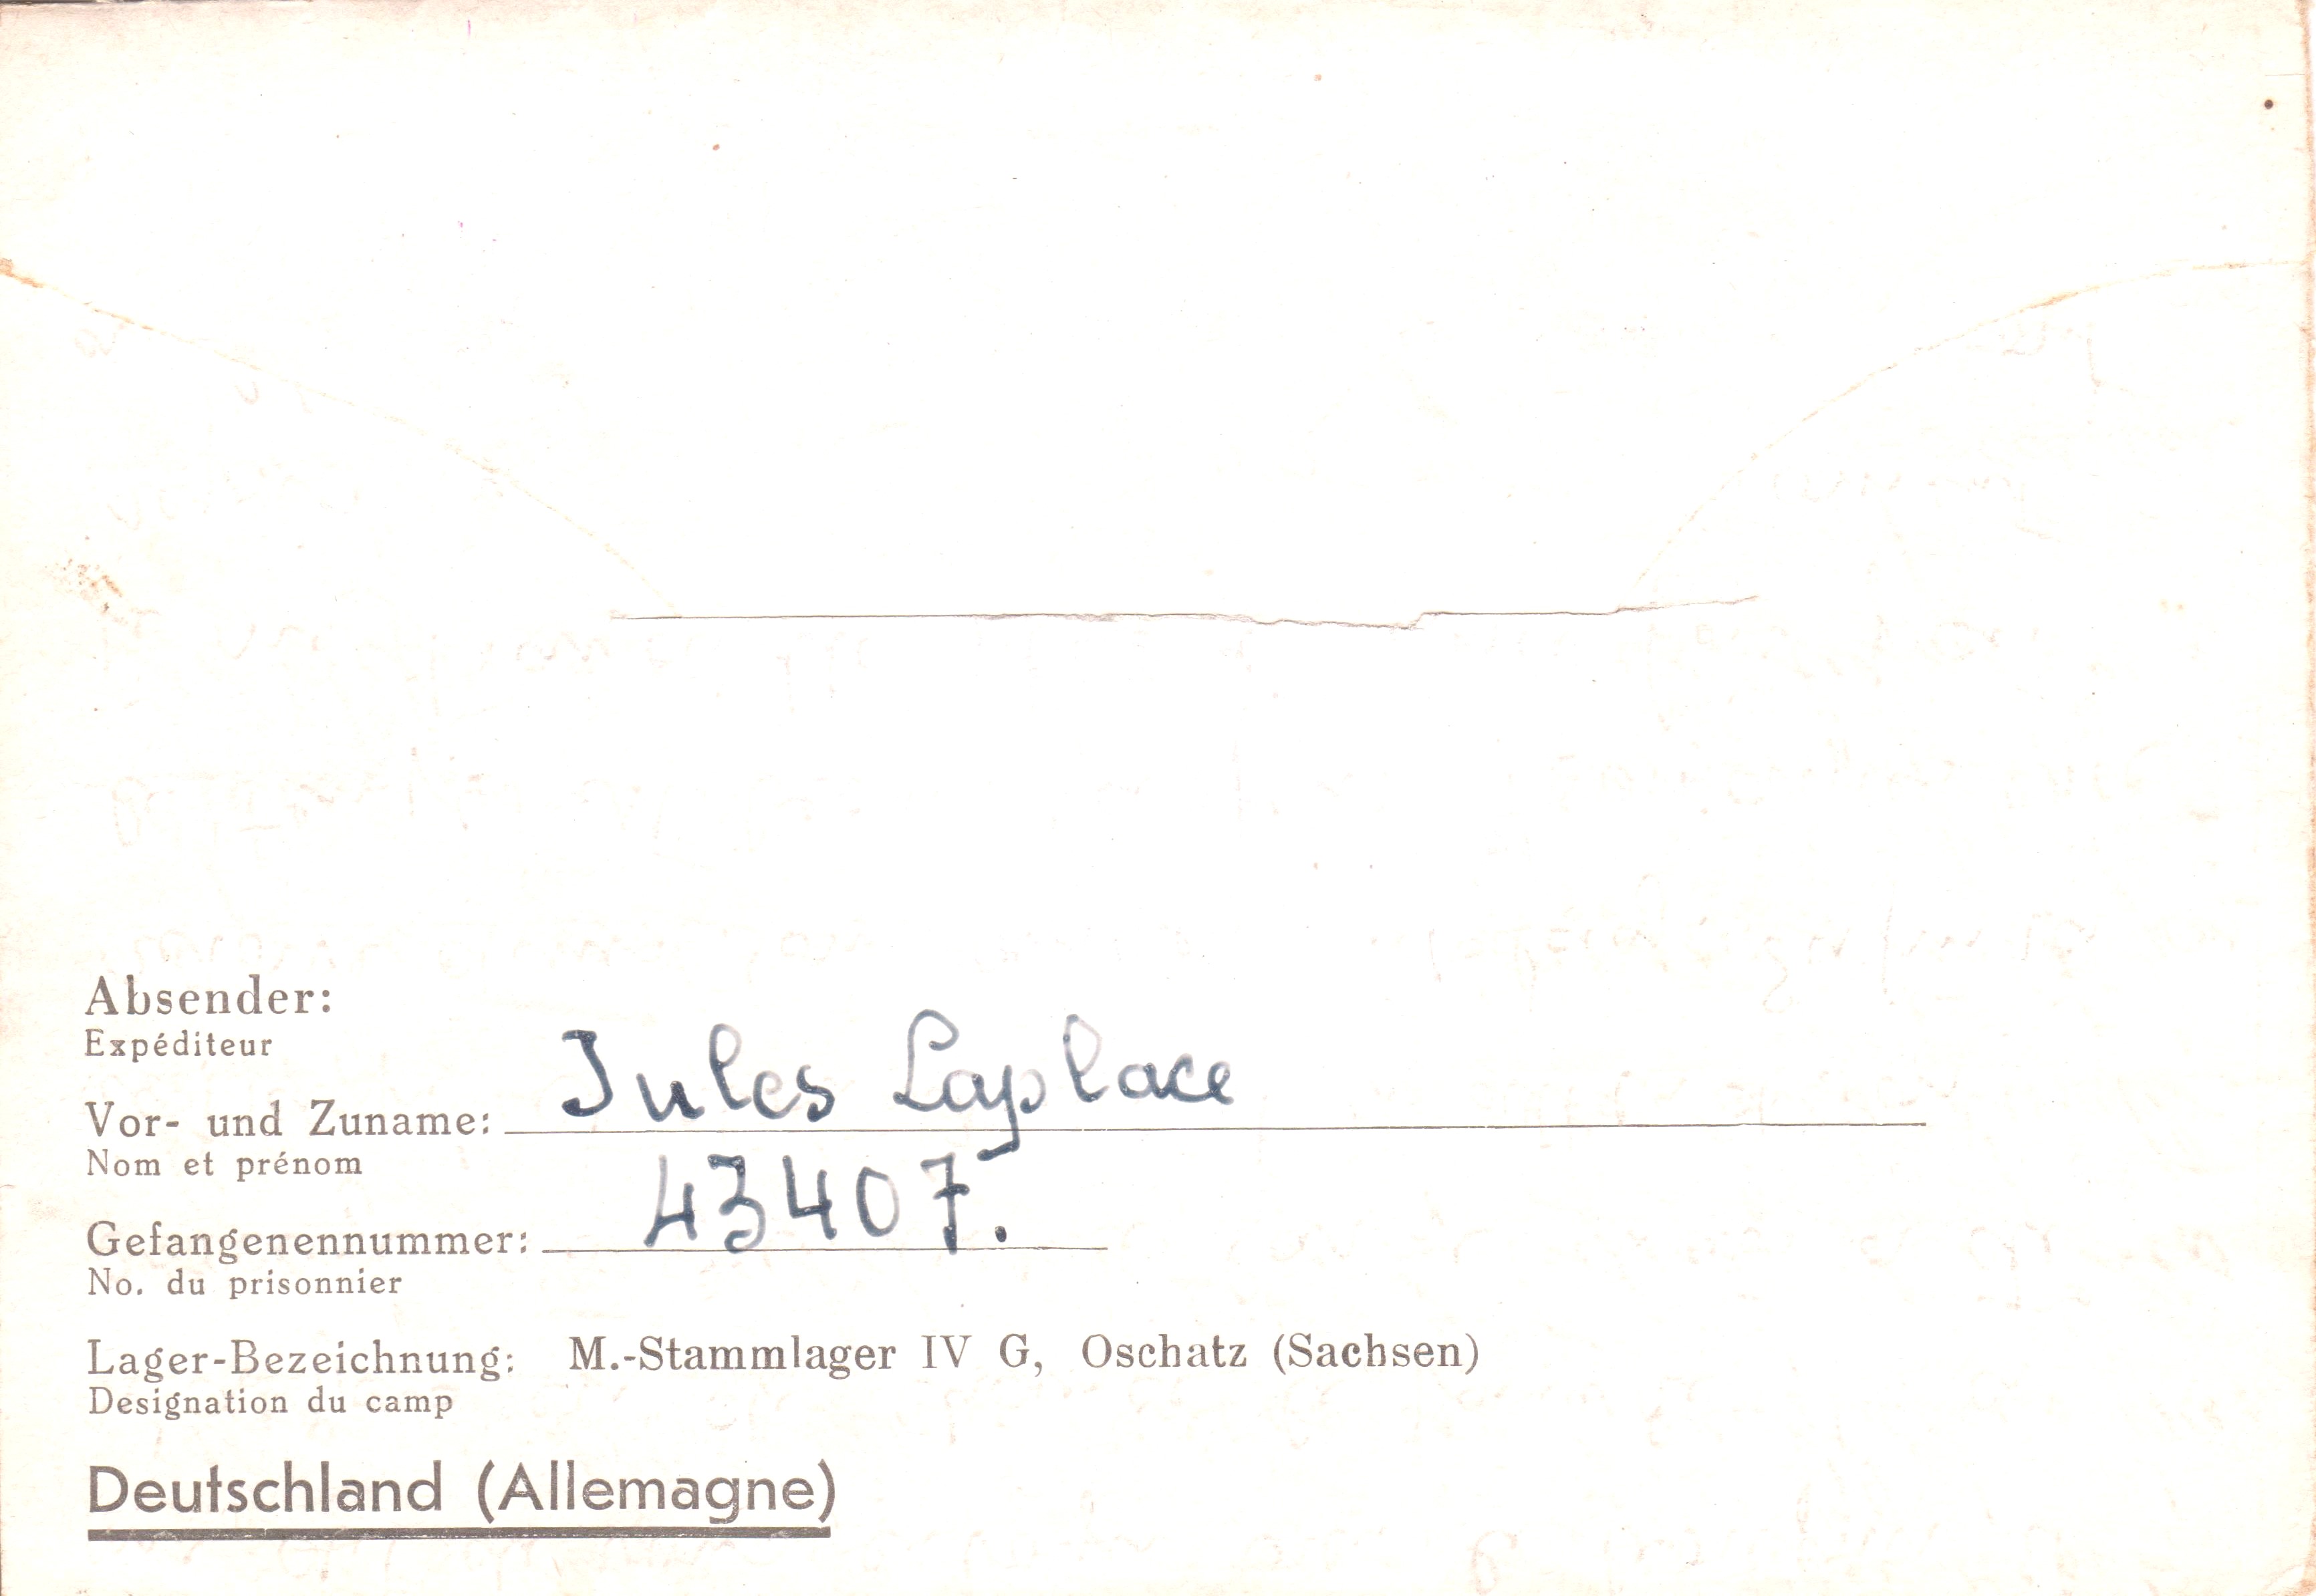 Absender:
Expéditeur
Vor- und Zuname: Jules Laplace
Nom et prénom
Gefangenennummer: 43407.
No. du prisonnier
Lager-Bezeichnung: M.-Stammlager IV G, Oschatz (Sachsen)
Designation du camp
Deutschland (Allemagne)